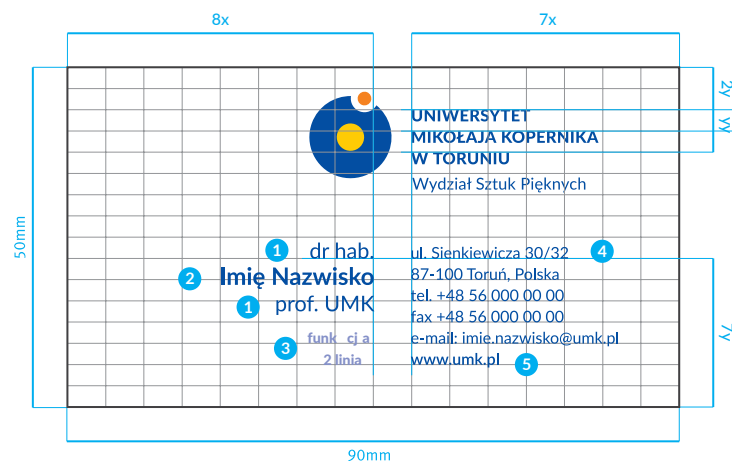 8x
7x
2y
y
y
UNIWERSYTET
MIKOŁAJA KOPERNIKA
W TORUNIU
Wydział Sztuk Pięknych
50mm
1
dr hab.
2
Imię Nazwisko
1
prof. UMK
3
funk cj a
2 linia
ul. Sienkiewicza 30/32
4
87-100 Toruń, Polska
tel. +48 56 000 00 00
fax +48 56 000 00 00
e-mail: imie.nazwisko@umk.pl
www.umk.pl
5
7y
90mm